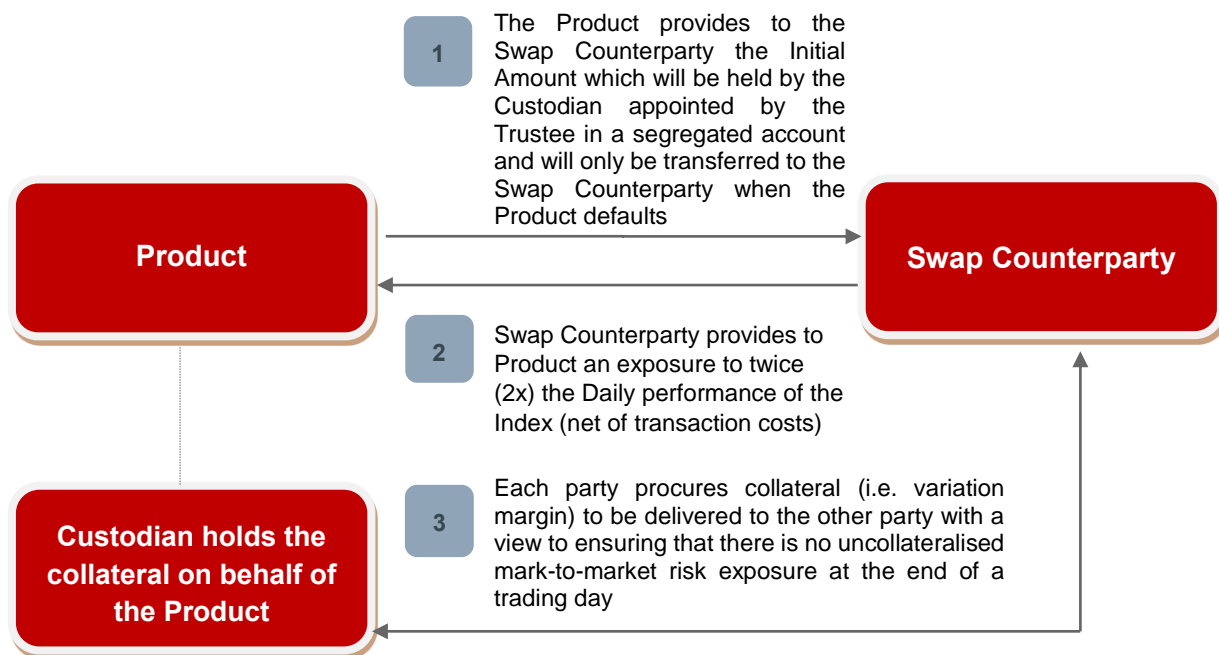 1
The Product provides to the
Swap Counterparty the Initial
Amount which will be held by the
Custodian appointed by the
Trustee in a segregated account
and will only be transferred to the
Swap Counterparty when the
Product defaults
Product
Swap Counterparty
2
Swap Counterparty provides to
Product an exposure to twice
(2x) the Daily performance of the
Index (net of transaction costs)
3
Each party procures collateral (i.e. variation
margin) to be delivered to the other party with a
view to ensuring that there is no uncollateralised
mark-to-market risk exposure at the end of a
trading day
Custodian holds the
collateral on behalf of
the Product